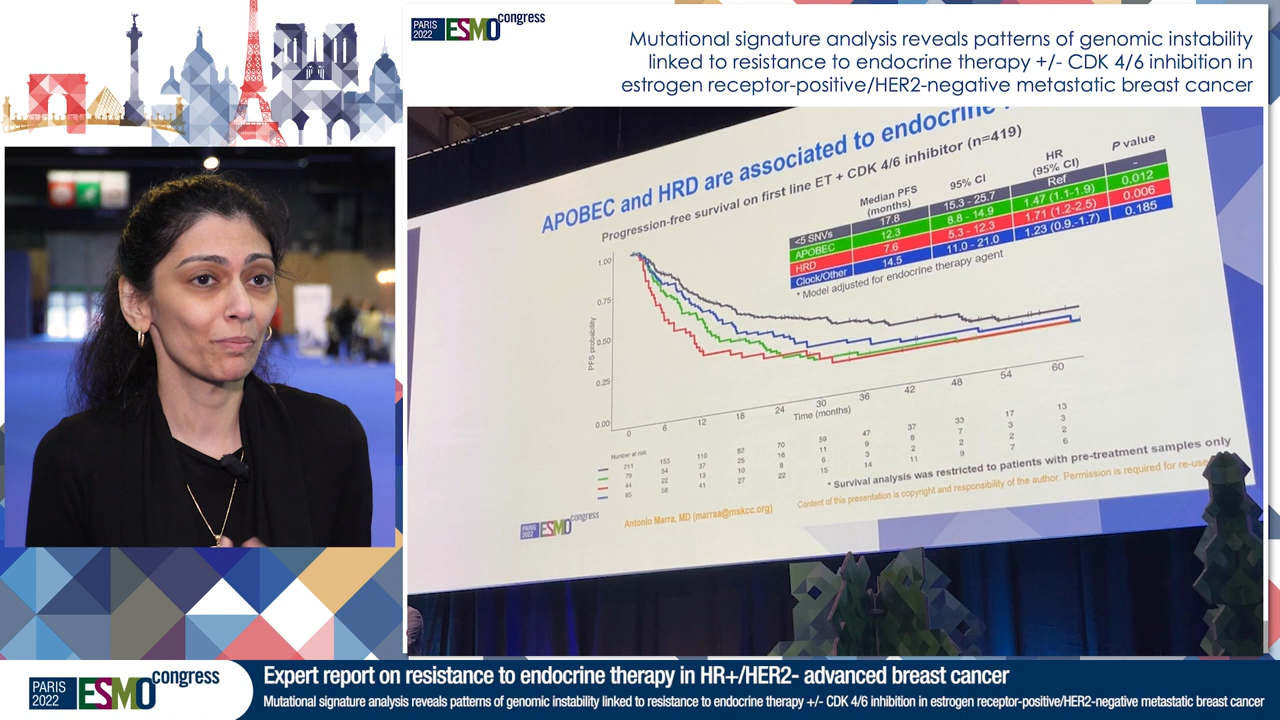 PARIS
2022
ESMO
congress
Mutational signature analysis reveals patterns of genomic instability
linked to resistance to endocrine therapy +/- CDK 4/6 inhibition in
estrogen receptor-positive/HER2-negative metastatic breast cancer
APOBEC and HRD are associated to endocrine
Progression-free survival on first line ET + CDK 4/6 inhibitor (n=419)
Median PFS (months) 95% CI HR (95% CI) P value
<5 SNVs 17.8 15.3 - 25.7 Ref -
APOBEC 12.3 8.8 - 14.9 1.47 (1.1-1.9) 0.012
HRD 7.6 5.3 - 12.3 1.71 (1.2-2.5) 0.006
Clock/Other 14.5 11.0 - 21.0 1.23 (0.9.-1.7) 0.185
* Model adjusted for endocrine therapy agent
PFS probability
1.00
0.75
0.50
0.25
0.00
0 6 12 18 24 30 36 42 48 54 60
Time (months)
Number at risk
211 153 110 82 70 59 47 37 33 17 13
79 54 37 25 16 11 9 8 7 3 3
44 22 13 10 8 6 3 2 2 2 2
85 58 41 27 22 15 14 11 9 7 6
* Survival analysis was restricted to patients with pre-treatment samples only
Content of this presentation is copyright and responsibility of the author. Permission is required for re-use
PARIS
2022
ESMO
congress
Antonio Marra, MD (marraa@mskcc.org)
PARIS
2022
ESMO
congress
Expert report on resistance to endocrine therapy in HR+/HER2- advanced breast cancer
Mutational signature analysis reveals patterns of genomic instability linked to resistance to endocrine therapy +/- CDK 4/6 inhibition in estrogen receptor-positive/HER2-negative metastatic breast cancer